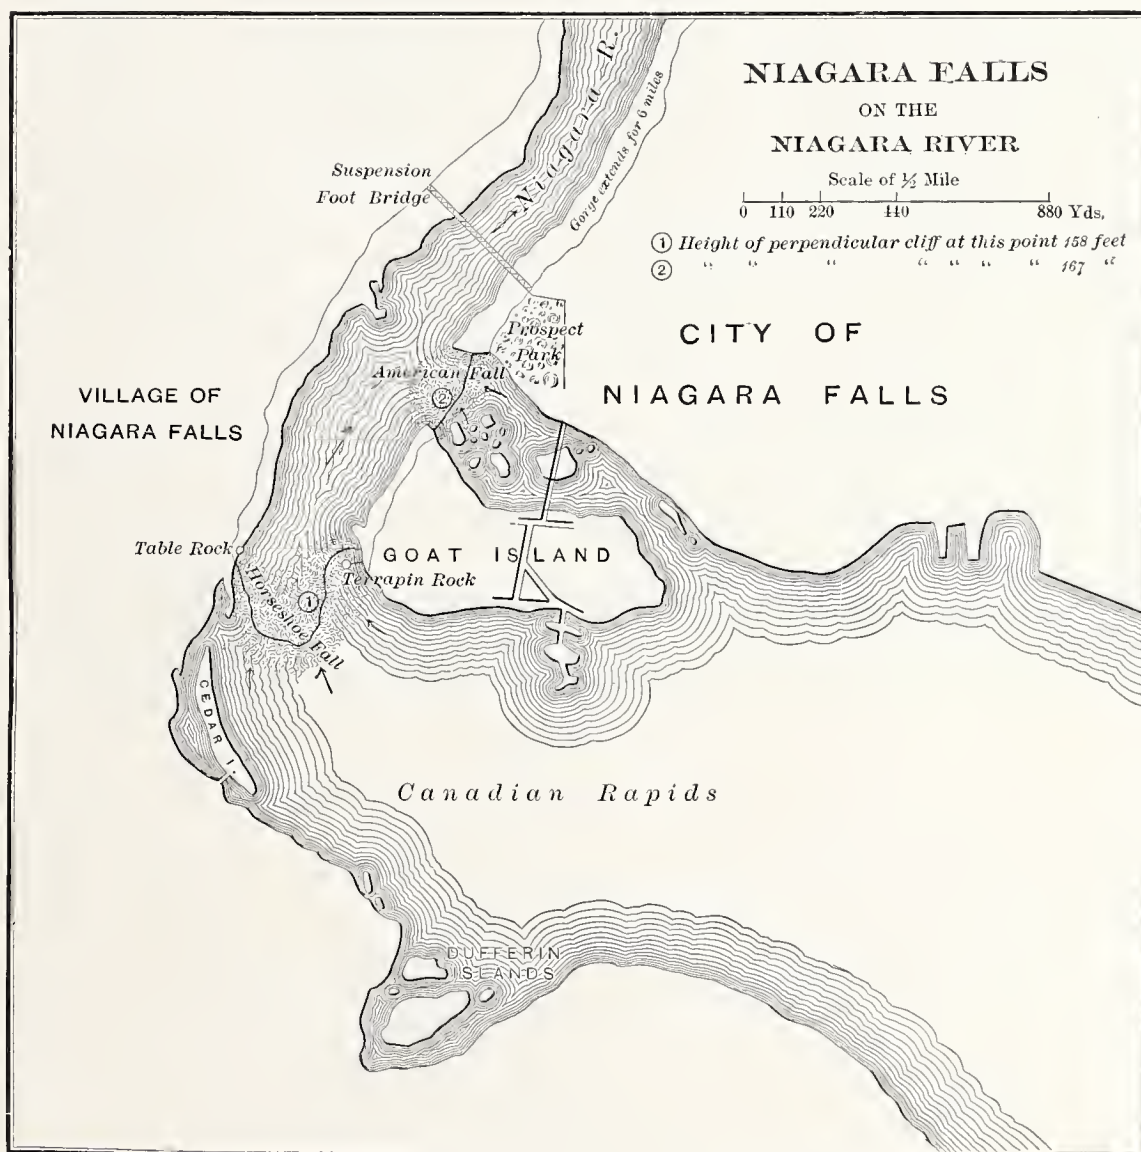 NIAGARA FALLS
ON THE
NIAGARA RIVER
Scale of ½ Mile
0 110 220 440 880 Yds.
① Height of perpendicular cliff at this point 158 feet
② " " " " " " " 167 "
Niagara R.
Gorge extends for 6 miles
Suspension
Foot Bridge
Prospect
Park
CITY OF
NIAGARA FALLS
American Fall
②
VILLAGE OF
NIAGARA FALLS
Table Rock
GOAT ISLAND
Terrapin Rock
Horseshoe Fall
①
CEDAR I.
Canadian Rapids
DUFFERIN
ISLANDS